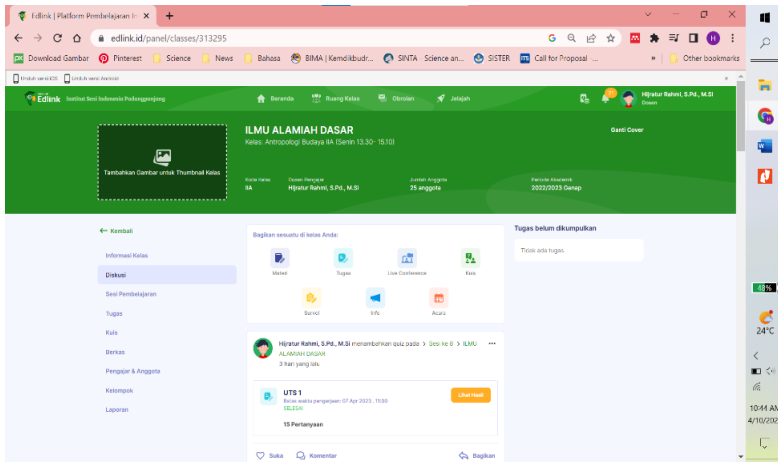 Edlink | Platform Pembelajaran In
edlink.id/panel/classes/313295
Download Gambar Pinterest Science News Bahasa BIMA | Kemdikbudr... SINTA - Science an... SISTER Call for Proposal -... » Other bookmarks
Unduh versi iOS Unduh versi Android
Edlink Institut Seni Indonesia Padangpanjang Beranda Ruang Kelas Obrolan Jelajah Hijratur Rahmi, S.Pd., M.Si
Dosen
ILMU ALAMIAH DASAR
Ganti Cover
Kelas: Antropologi Budaya IIA (Senin 13.30- 15.10)
Tambahkan Gambar untuk Thumbnail Kelas
Kode Kelas Dosen Pengajar Jumlah Anggota Periode Akademik
IIA Hijratur Rahmi, S.Pd., M.Si 25 anggota 2022/2023 Genap
Kembali
Informasi Kelas
Diskusi
Sesi Pembelajaran
Tugas
Kuis
Berkas
Pengajar & Anggota
Kelompok
Laporan
Bagikan sesuatu di kelas Anda:
Materi Tugas Live Conference Kuis
Survei Info Acara
Hijratur Rahmi, S.Pd., M.Si menambahkan quiz pada > Sesi ke 8 > ILMU
ALAMIAH DASAR
3 hari yang lalu
UTS 1
Batas waktu pengerjaan: 07 Apr 2023 , 15:50
SELESAI
Lihat Hasil
15 Pertanyaan
Suka Komentar Bagikan
Tugas belum dikumpulkan
Tidak ada tugas
48%
24°C
10:44 AM
4/10/202